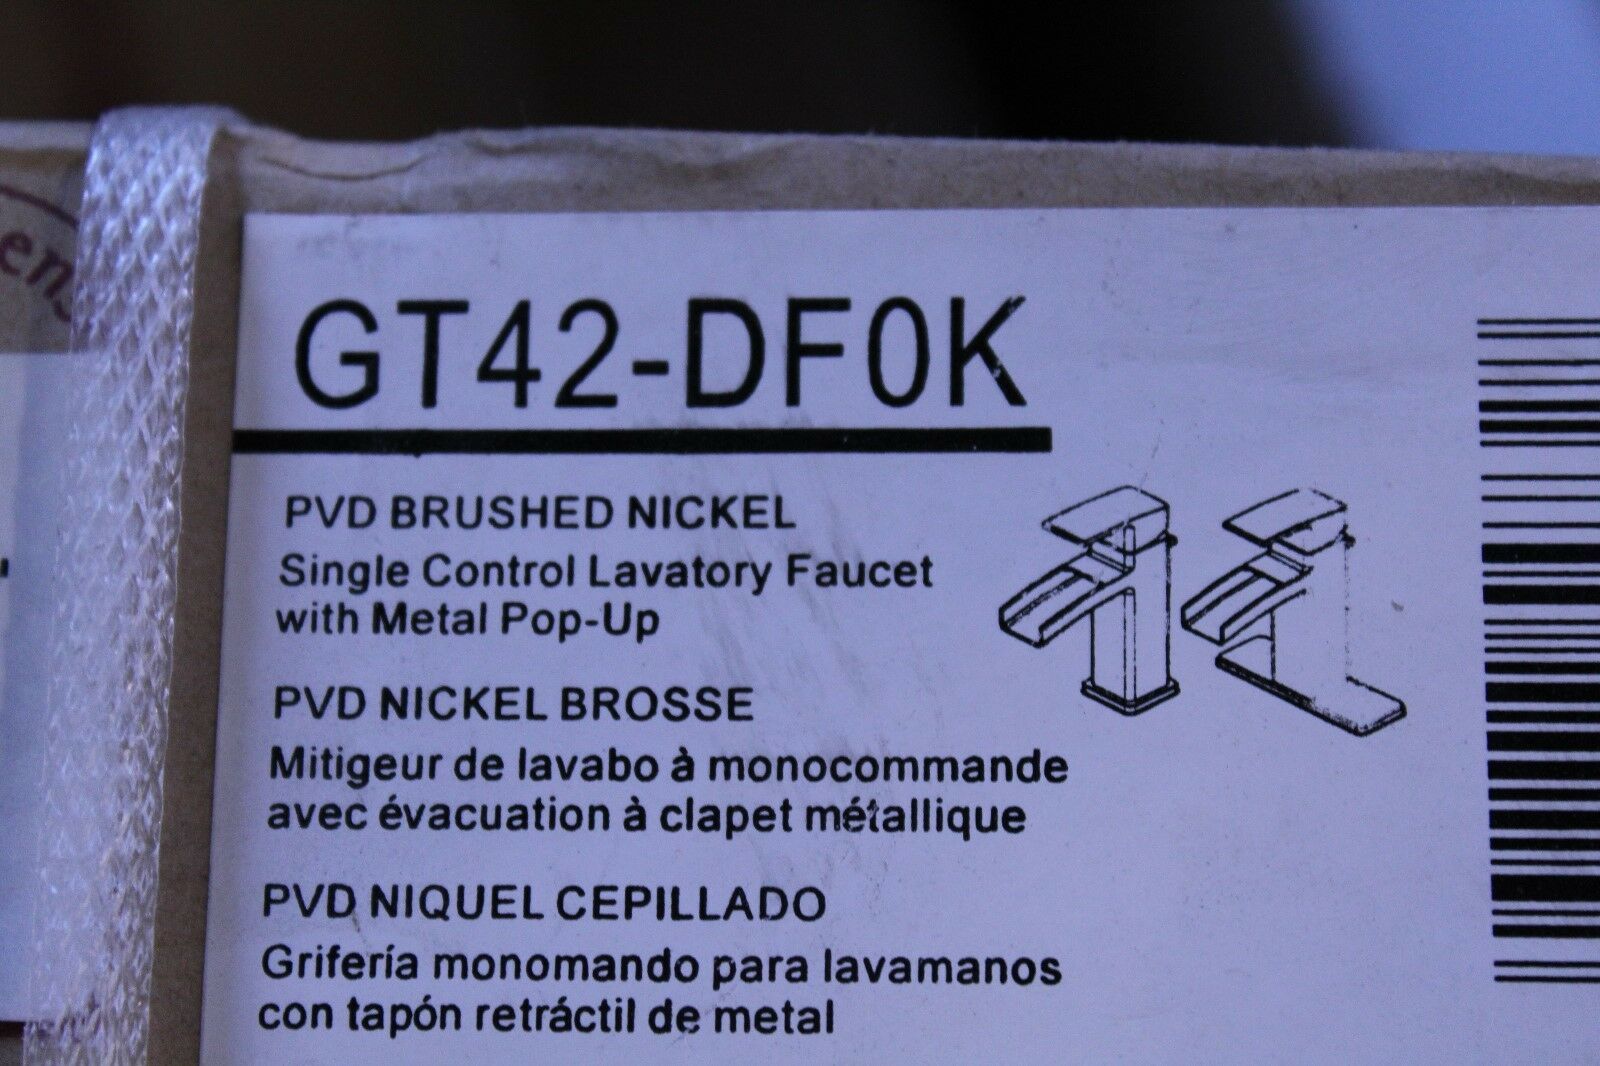 GT42-DF0K
PVD BRUSHED NICKEL
Single Control Lavatory Faucet
with Metal Pop-Up
PVD NICKEL BROSSE
Mitigeur de lavabo à monocommande
avec évacuation à clapet métallique
PVD NIQUEL CEPILLADO
Grifería monomando para lavamanos
con tapón retráctil de metal